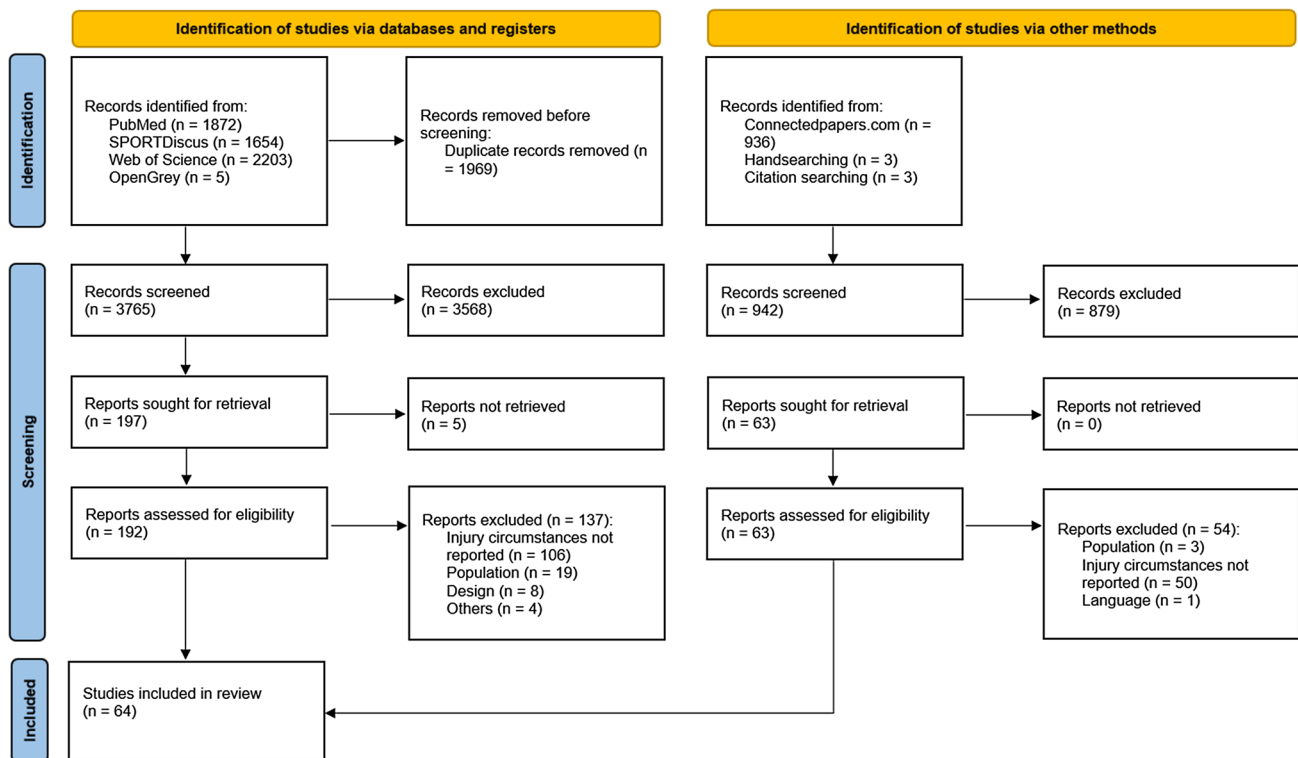 Identification of studies via databases and registers
Identification of studies via other methods
Identification
Records identified from:
PubMed (n = 1872)
SPORTDiscus (n = 1654)
Web of Science (n = 2203)
OpenGrey (n = 5)
Records removed before
screening:
Duplicate records removed (n
= 1969)
Records identified from:
Connectedpapers.com (n =
936)
Handsearching (n = 3)
Citation searching (n = 3)
Screening
Records screened
(n = 3765)
Records excluded
(n = 3568)
Records screened
(n = 942)
Records excluded
(n = 879)
Reports sought for retrieval
(n = 197)
Reports not retrieved
(n = 5)
Reports sought for retrieval
(n = 63)
Reports not retrieved
(n = 0)
Reports assessed for eligibility
(n = 192)
Reports excluded (n = 137):
Injury circumstances not
reported (n = 106)
Population (n = 19)
Design (n = 8)
Others (n = 4)
Reports assessed for eligibility
(n = 63)
Reports excluded (n = 54):
Population (n = 3)
Injury circumstances not
reported (n = 50)
Language (n = 1)
Included
Studies included in review
(n = 64)